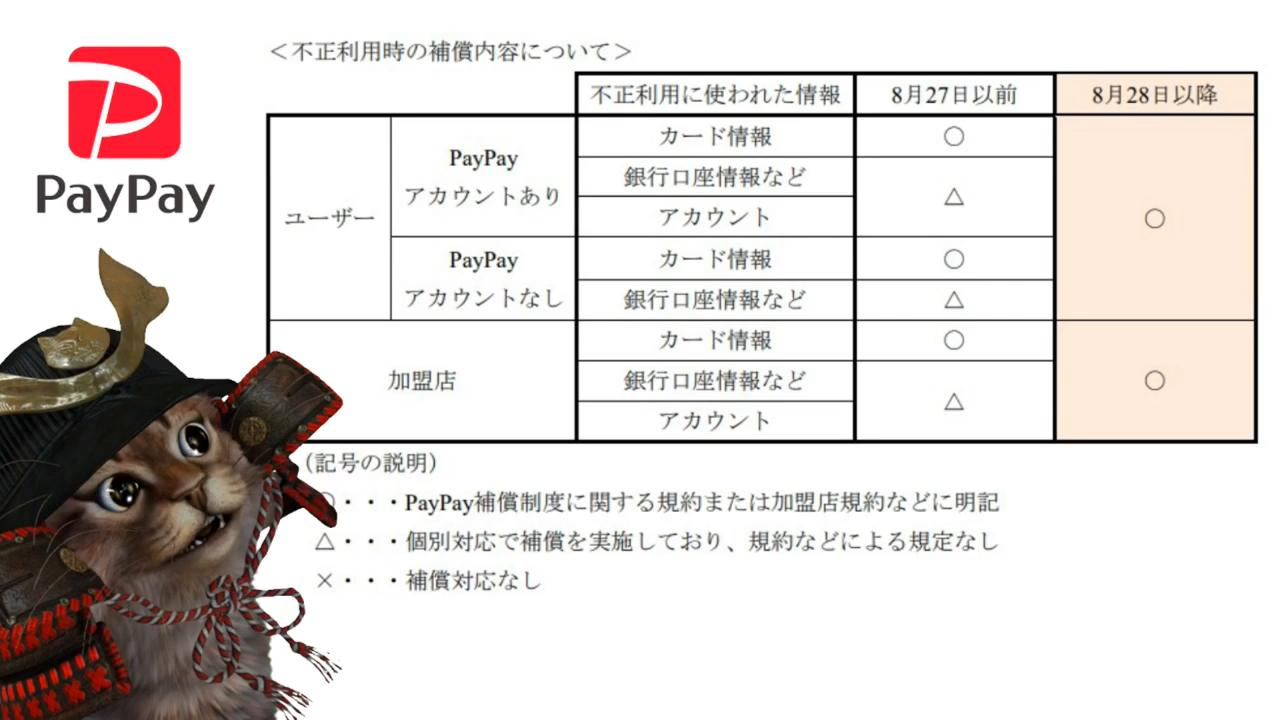 PayPay
<不正利用時の補償内容について>
不正利用に使われた情報 8月27日以前 8月28日以降
ユーザー
PayPay
アカウントあり
カード情報 ○
銀行口座情報など
アカウント
△
○
PayPay
アカウントなし
カード情報 ○
銀行口座情報など △
加盟店
カード情報 ○
銀行口座情報など
アカウント
△
○
(記号の説明)
○・・・PayPay補償制度に関する規約または加盟店規約などに明記
△・・・個別対応で補償を実施しており、規約などによる規定なし
×・・・補償対応なし